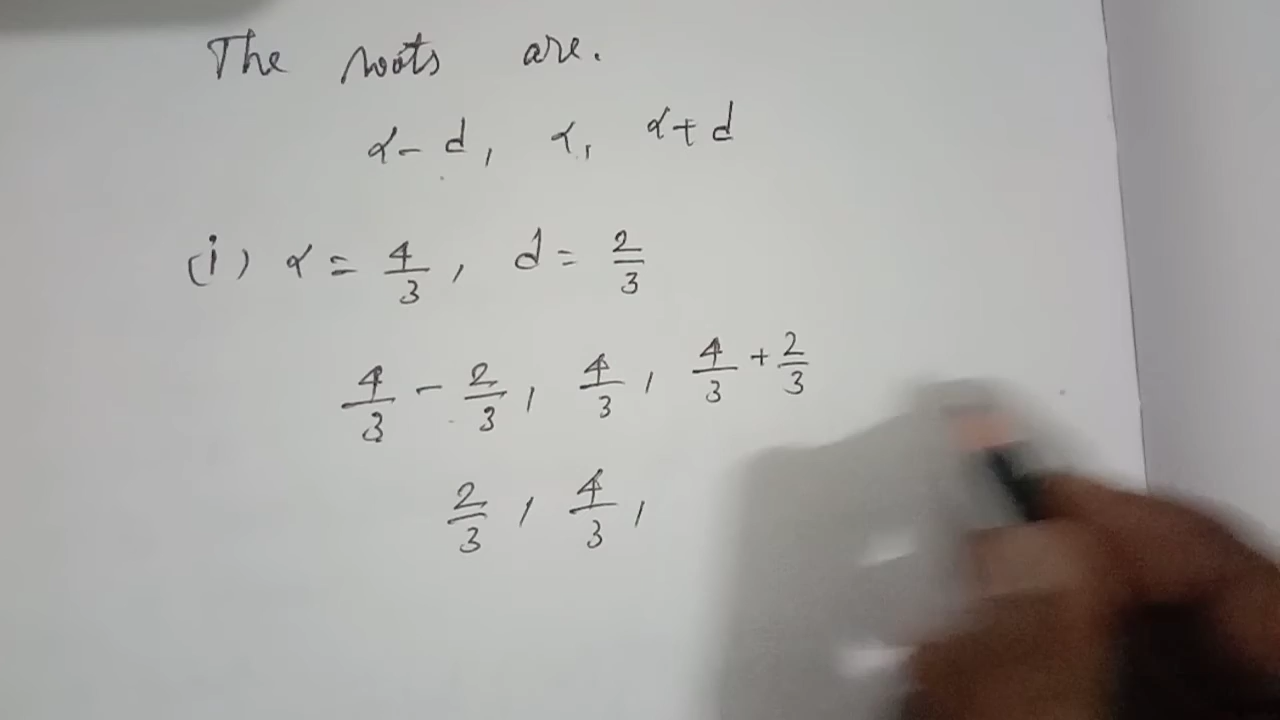 The roots are.
α - d, α, α + d
(i) α = 4/3, d = 2/3
4/3 - 2/3, 4/3, 4/3 + 2/3
2/3, 4/3,